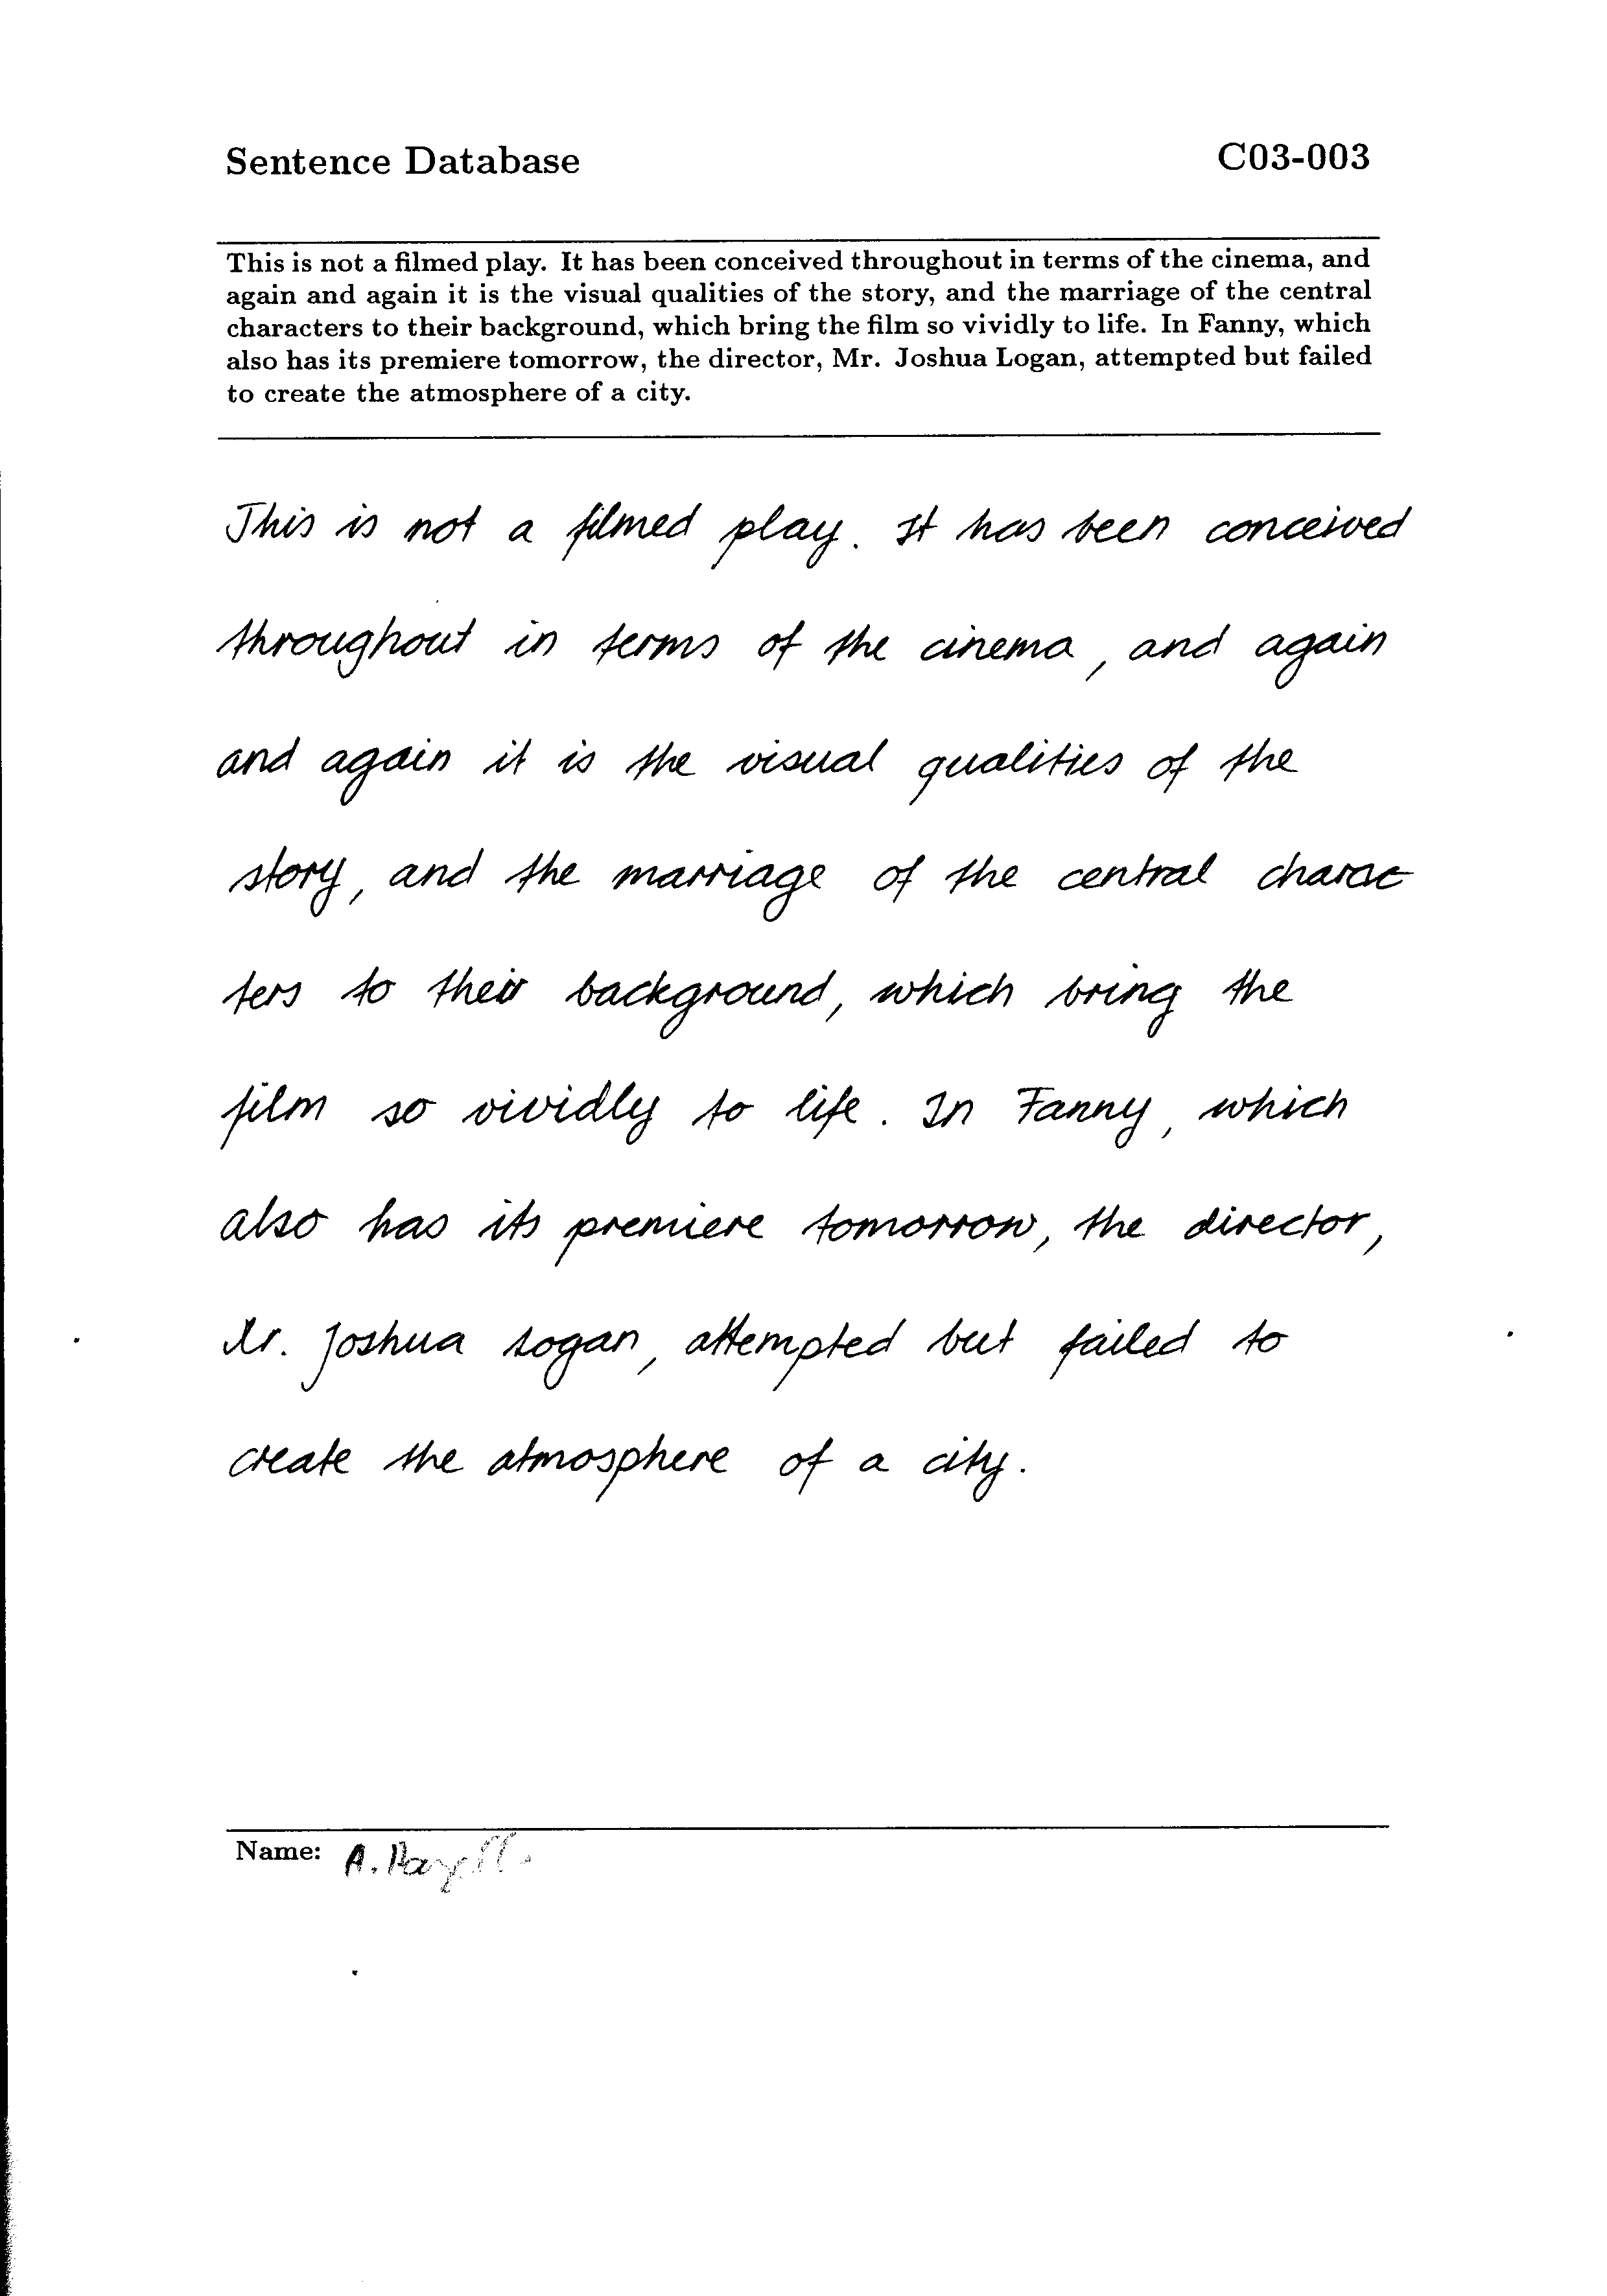 Sentence Database C03-003
This is not a filmed play. It has been conceived throughout in terms of the cinema, and
again and again it is the visual qualities of the story, and the marriage of the central
characters to their background, which bring the film so vividly to life. In Fanny, which
also has its premiere tomorrow, the director, Mr. Joshua Logan, attempted but failed
to create the atmosphere of a city.
This is not a filmed play. It has been conceived
throughout in terms of the cinema, and again
and again it is the visual qualities of the
story, and the marriage of the central charac
ters to their background, which bring the
film so vividly to life. In Fanny, which
also has its premiere tomorrow, the director,
Mr. Joshua Logan, attempted but failed to
create the atmosphere of a city.
Name: A.